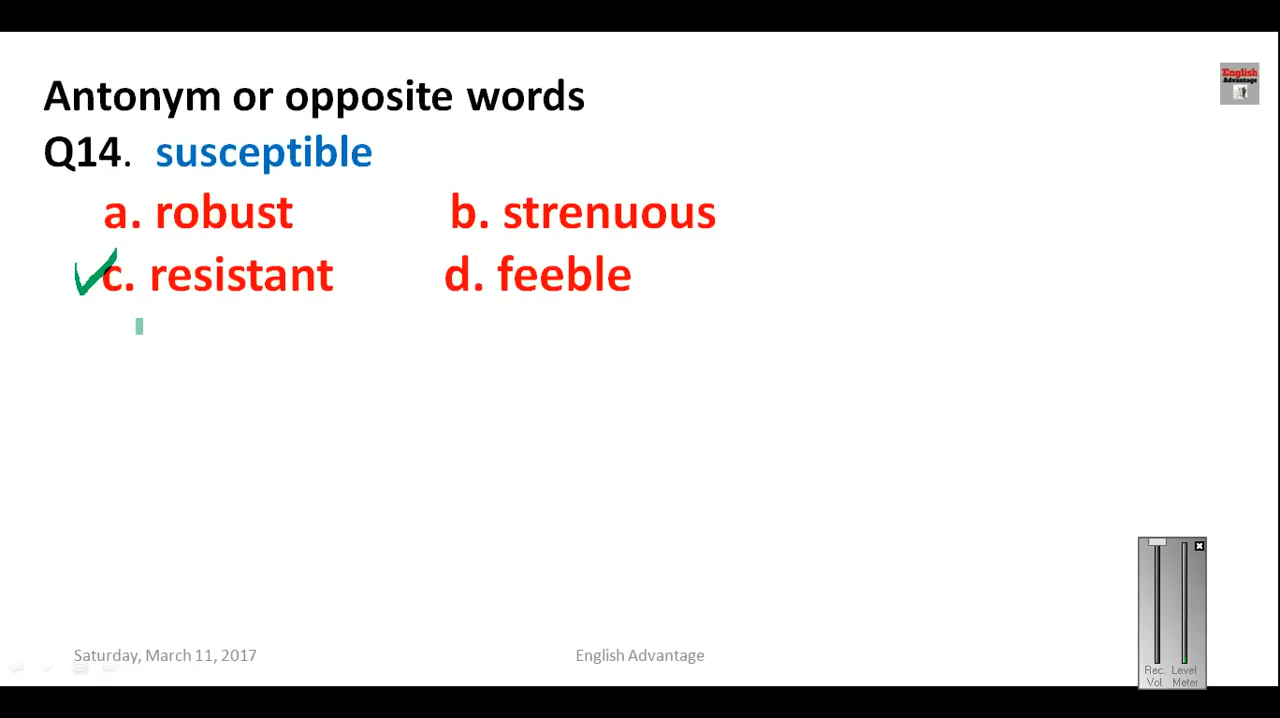 Antonym or opposite words
English
Advantage
Q14. susceptible
a. robust b. strenuous
c. resistant d. feeble
Rec. Level
Vol. Meter
Saturday, March 11, 2017 English Advantage